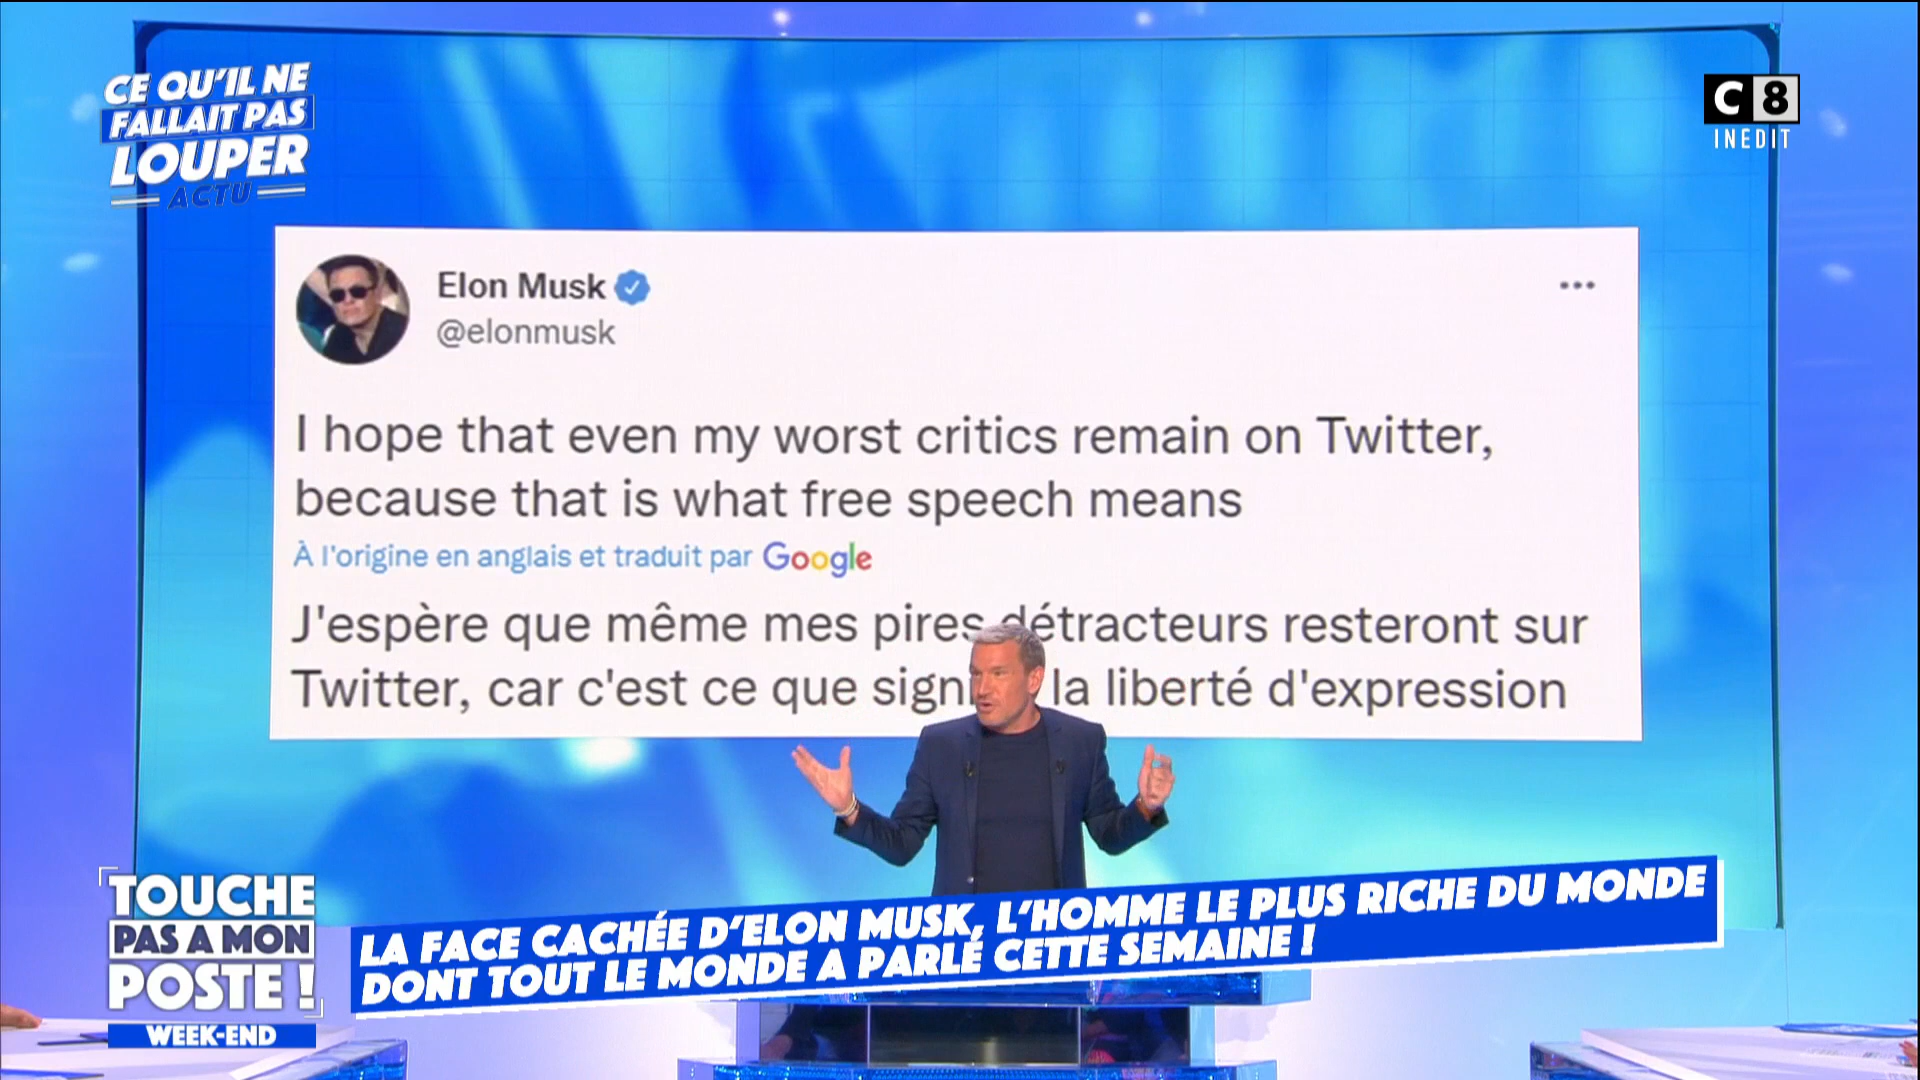 CE QU'IL NE
FALLAIT PAS
LOUPER
ACTU
C8
INÉDIT
Elon Musk
@elonmusk
I hope that even my worst critics remain on Twitter,
because that is what free speech means
À l'origine en anglais et traduit par Google
J'espère que même mes pires détracteurs resteront sur
Twitter, car c'est ce que signi la liberté d'expression
TOUCHE
PAS A MON
POSTE !
WEEK-END
LA FACE CACHÉE D'ELON MUSK, L'HOMME LE PLUS RICHE DU MONDE
DONT TOUT LE MONDE A PARLÉ CETTE SEMAINE !